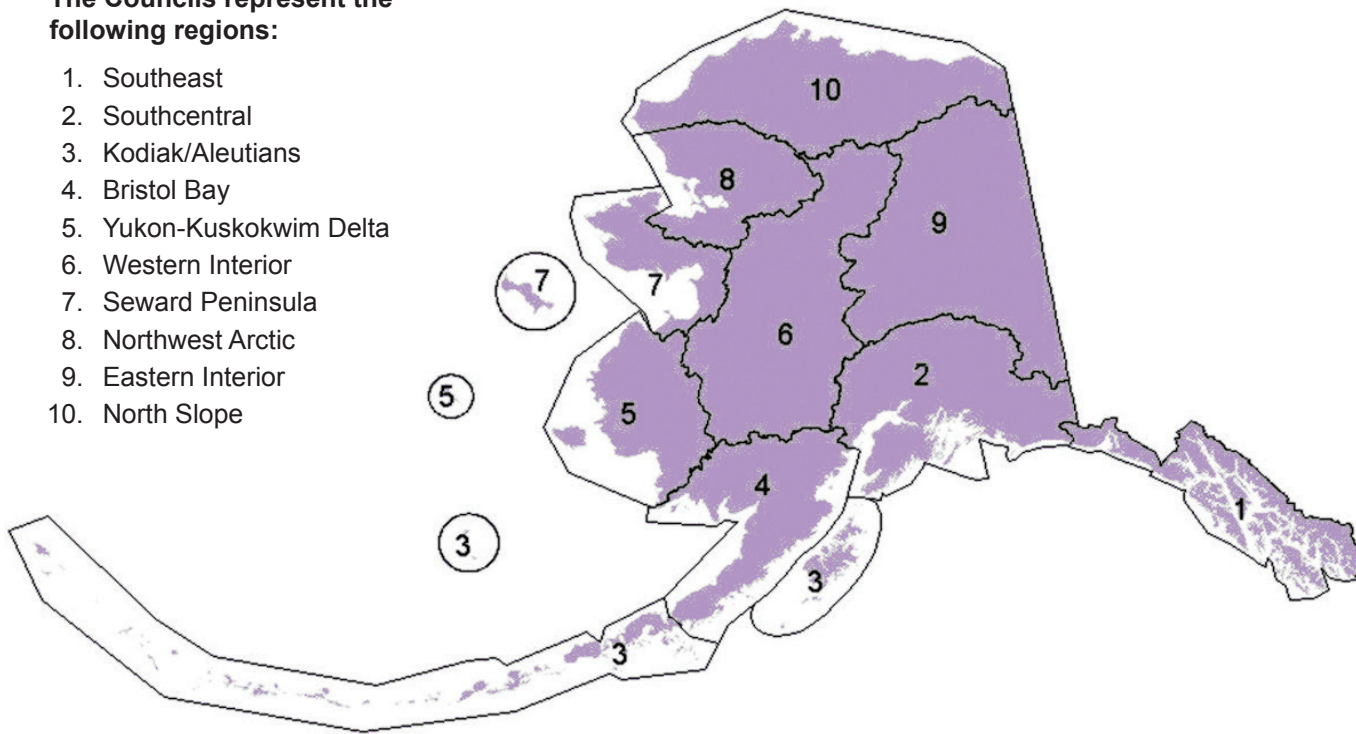 The Councils represent the
following regions:
1. Southeast
2. Southcentral
3. Kodiak/Aleutians
4. Bristol Bay
5. Yukon-Kuskokwim Delta
6. Western Interior
7. Seward Peninsula
8. Northwest Arctic
9. Eastern Interior
10. North Slope
10
8
9
7
7
6
2
5
5
4
1
3
3
3